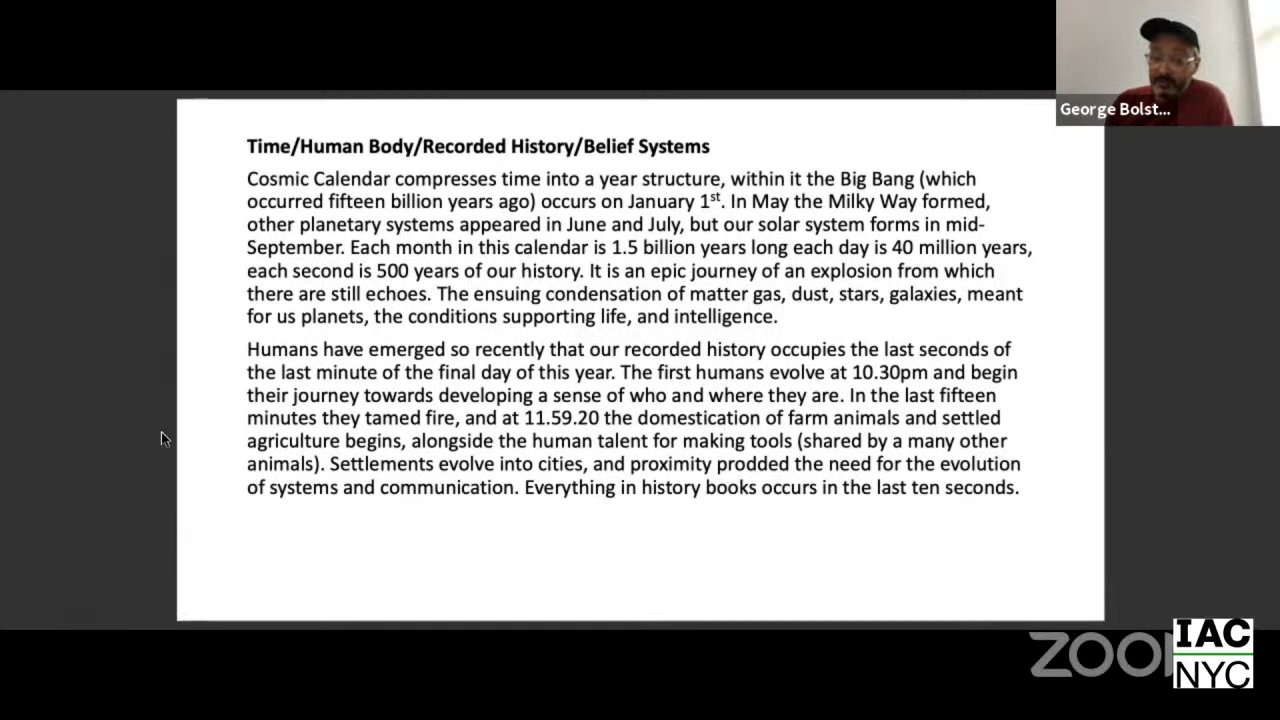 George Bolst...
Time/Human Body/Recorded History/Belief Systems
Cosmic Calendar compresses time into a year structure, within it the Big Bang (which
occurred fifteen billion years ago) occurs on January 1st. In May the Milky Way formed,
other planetary systems appeared in June and July, but our solar system forms in mid-
September. Each month in this calendar is 1.5 billion years long each day is 40 million years,
each second is 500 years of our history. It is an epic journey of an explosion from which
there are still echoes. The ensuing condensation of matter gas, dust, stars, galaxies, meant
for us planets, the conditions supporting life, and intelligence.
Humans have emerged so recently that our recorded history occupies the last seconds of
the last minute of the final day of this year. The first humans evolve at 10.30pm and begin
their journey towards developing a sense of who and where they are. In the last fifteen
minutes they tamed fire, and at 11.59.20 the domestication of farm animals and settled
agriculture begins, alongside the human talent for making tools (shared by a many other
animals). Settlements evolve into cities, and proximity prodded the need for the evolution
of systems and communication. Everything in history books occurs in the last ten seconds.
IAC
NYC